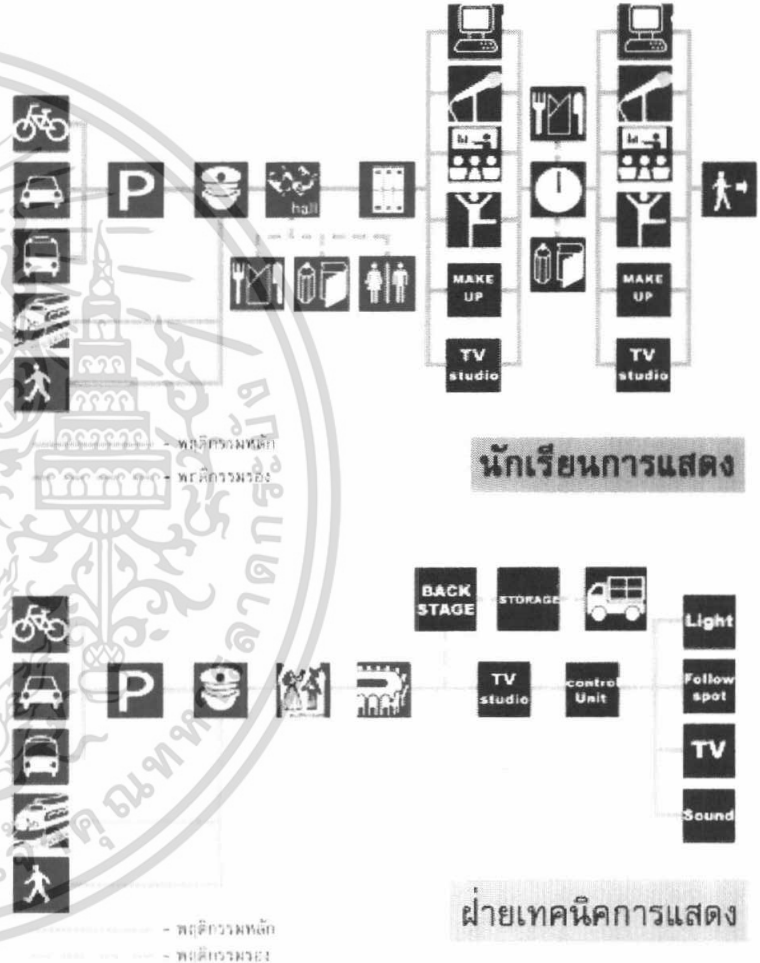 P
hall
MAKE
UP
TV
studio
MAKE
UP
TV
studio
- พฤติกรรมหลัก
- พฤติกรรมรอง
นักเรียนการแสดง
BACK
STAGE
STORAGE
P
TV
studio
control
Unit
Light
Follow
spot
TV
Sound
ฝ่ายเทคนิคการแสดง
- พฤติกรรมหลัก
- พฤติกรรมรอง